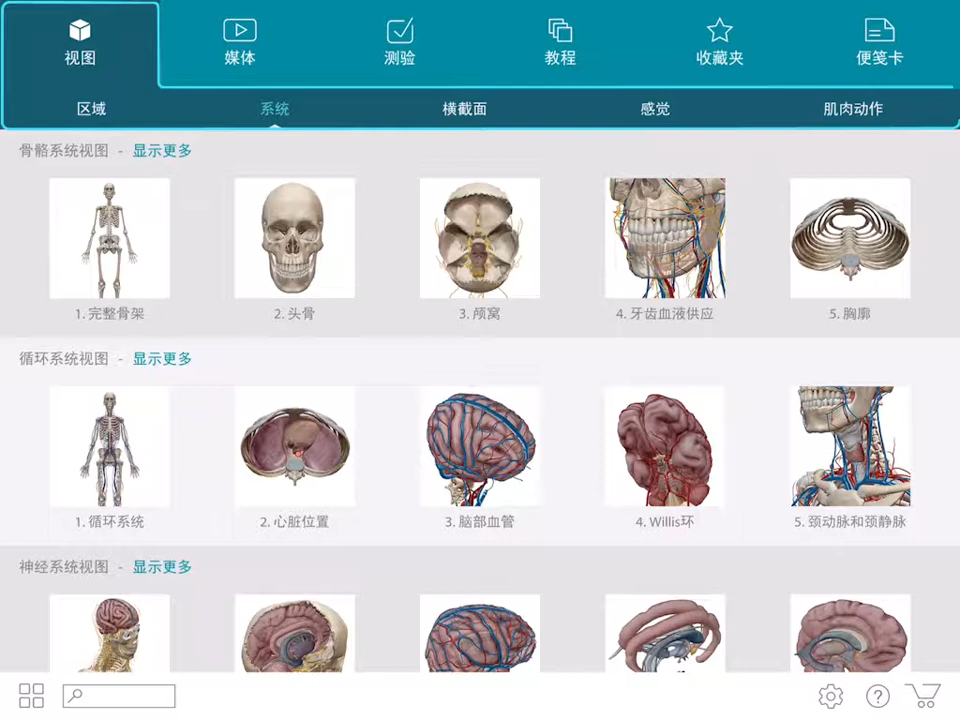 视图
媒体
测验
教程
收藏夹
便笺卡
区域
系统
横截面
感觉
肌肉动作
骨骼系统视图 - 显示更多
1. 完整骨架
2. 头骨
3. 颅窝
4. 牙齿血液供应
5. 胸廓
循环系统视图 - 显示更多
1. 循环系统
2. 心脏位置
3. 脑部血管
4. Willis环
5. 颈动脉和颈静脉
神经系统视图 - 显示更多